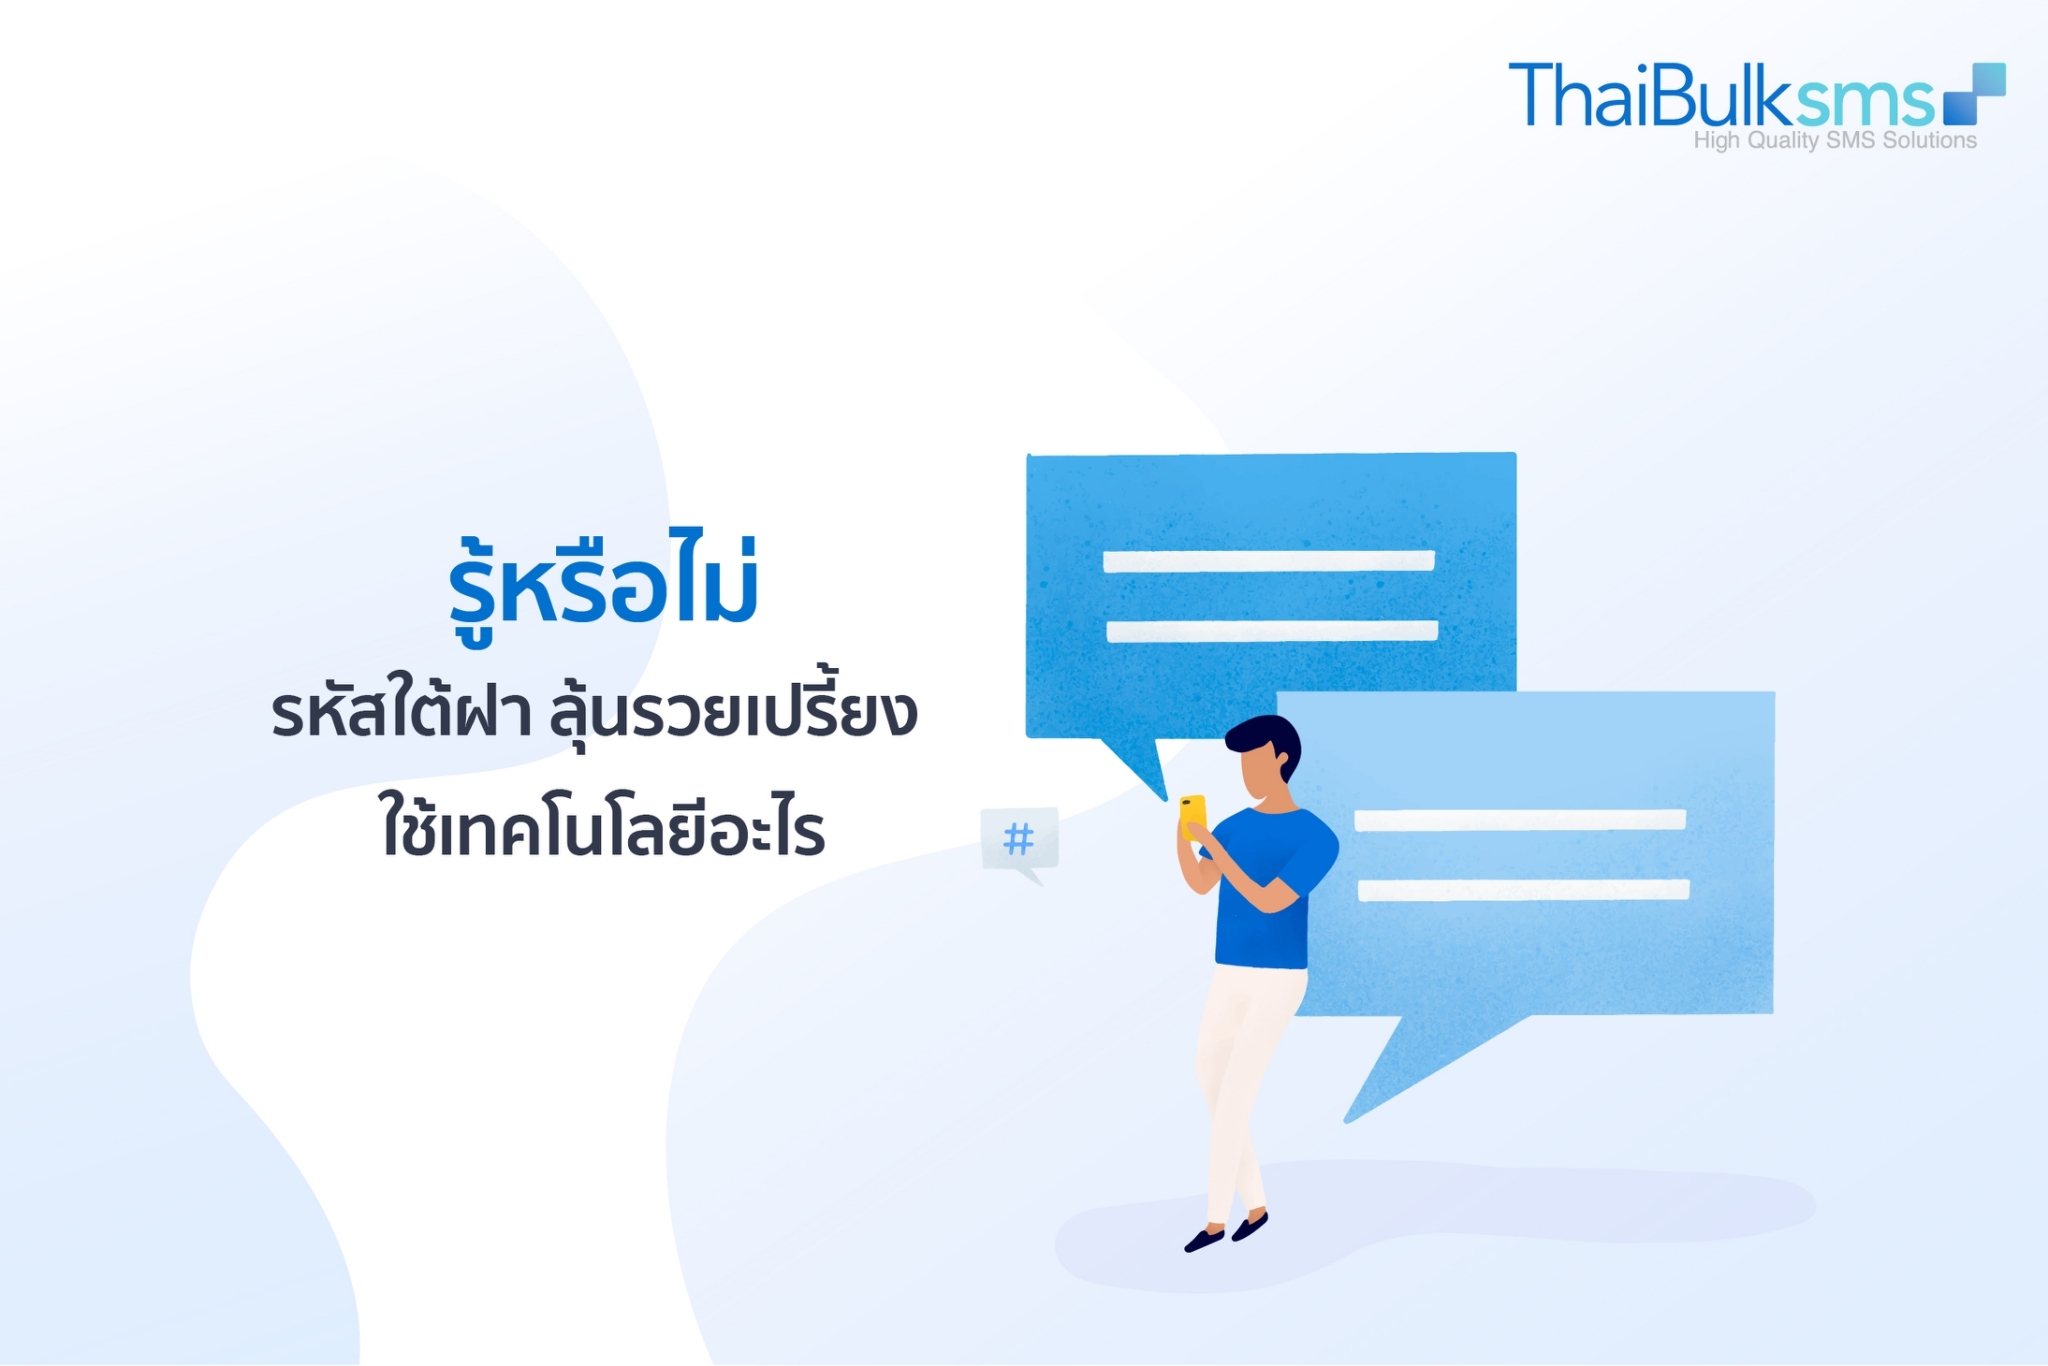 ThaiBulksms
High Quality SMS Solutions
รู้หรือไม่
รหัสใต้ฝา ลุ้นรวยเปรี้ยง
ใช้เทคโนโลยีอะไร
#